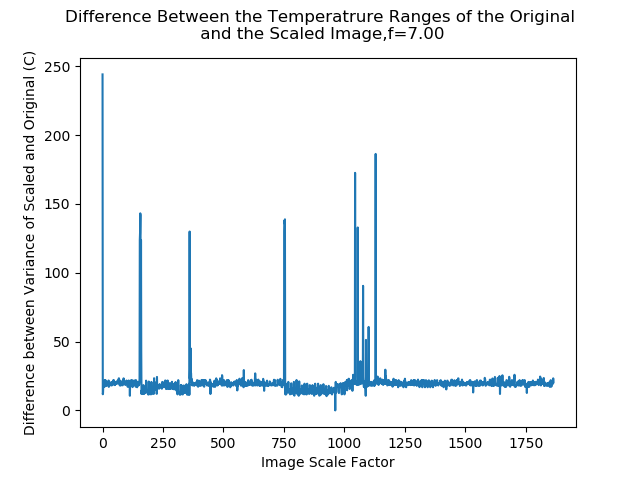 Difference Between the Temperatrure Ranges of the Original
and the Scaled Image,f=7.00
Difference between Variance of Scaled and Original (C)
250
200
150
100
50
0
0 250 500 750 1000 1250 1500 1750
Image Scale Factor